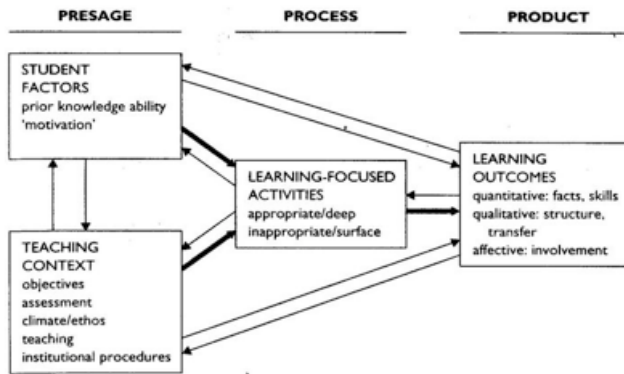 PRESAGE
PROCESS
PRODUCT
STUDENT
FACTORS
prior knowledge ability
'motivation'
LEARNING-FOCUSED
ACTIVITIES
appropriate/deep
inappropriate/surface
LEARNING
OUTCOMES
quantitative: facts, skills
qualitative: structure,
transfer
affective: involvement
TEACHING
CONTEXT
objectives
assessment
climate/ethos
teaching
institutional procedures